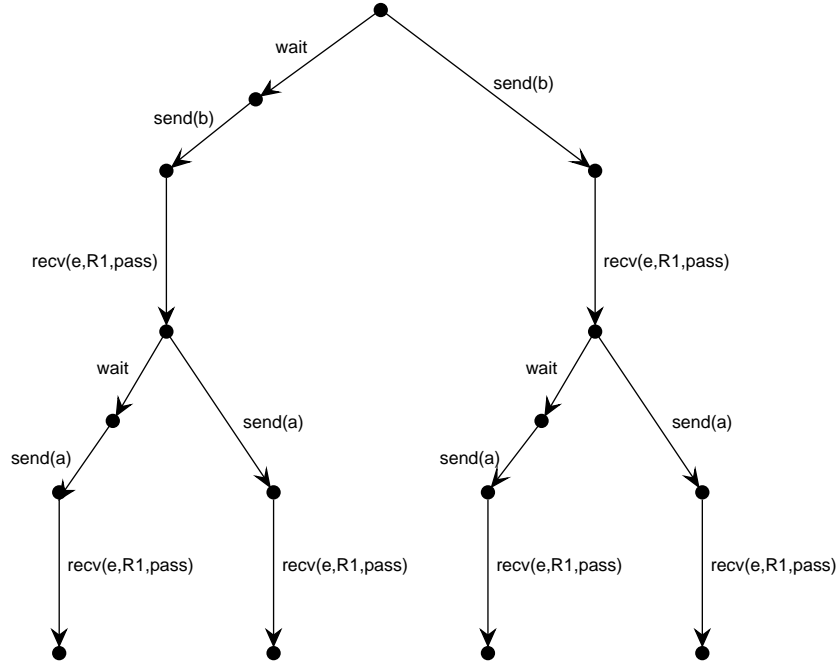 wait
send(b)
send(b)
recv(e,R1,pass)
recv(e,R1,pass)
wait
wait
send(a)
send(a)
send(a)
send(a)
recv(e,R1,pass)
recv(e,R1,pass)
recv(e,R1,pass)
recv(e,R1,pass)